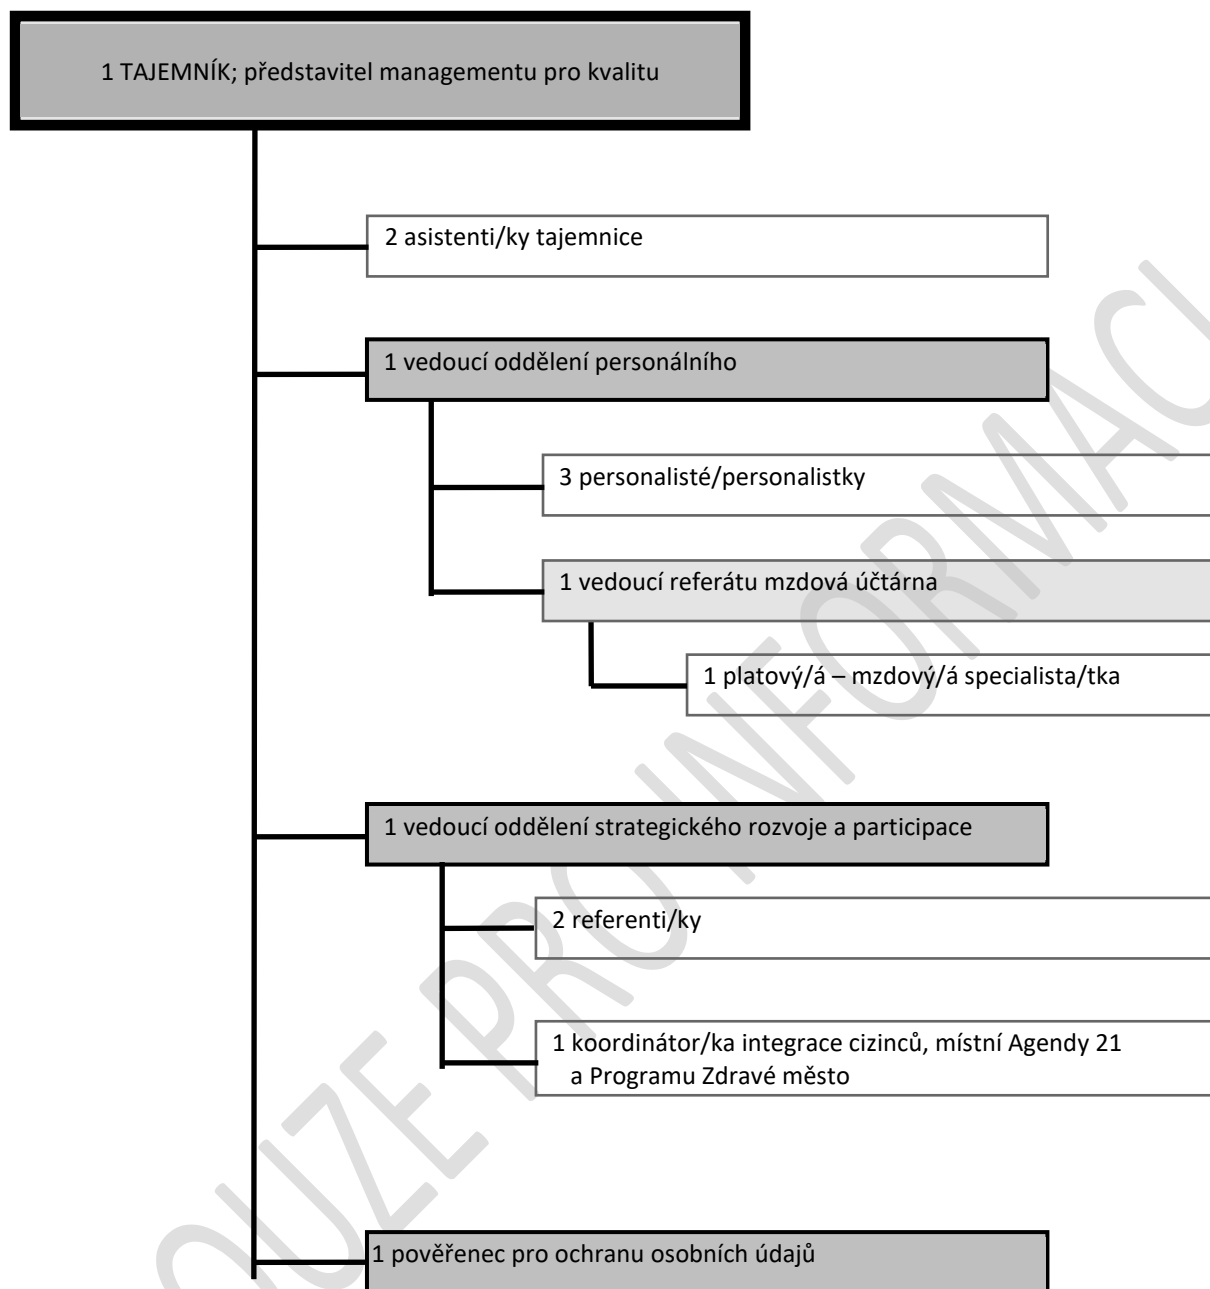 1 TAJEMNÍK; představitel managementu pro kvalitu
2 asistenti/ky tajemnice
1 vedoucí oddělení personálního
3 personalisté/personalistky
1 vedoucí referátu mzdová účtárna
1 platový/á – mzdový/á specialista/tka
1 vedoucí oddělení strategického rozvoje a participace
2 referenti/ky
1 koordinátor/ka integrace cizinců, místní Agendy 21
a Programu Zdravé město
1 pověřenec pro ochranu osobních údajů
OUZE PRO INFORMACI